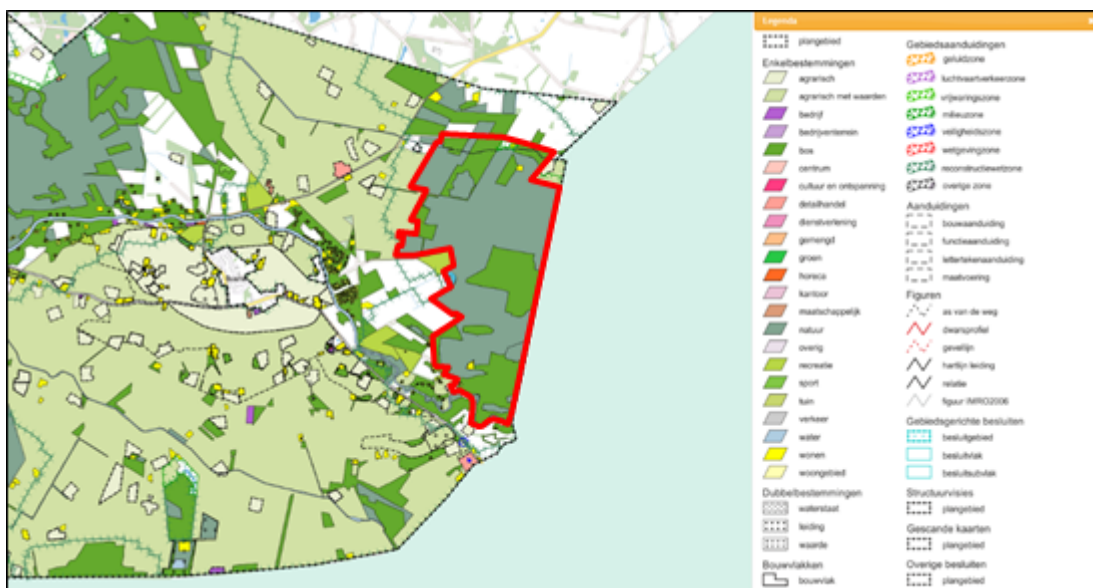 Legenda
plangebied
Enkelbestemmingen
agrarisch
agrarisch met waarden
bedrijf
bedrijventerrein
bos
centrum
cultuur en ontspanning
detailhandel
dienstverlening
gemengd
groen
horeca
kantoor
maatschappelijk
natuur
overig
recreatie
sport
tuin
verkeer
water
wonen
woongebied
Dubbelbestemmingen
waterstaat
leiding
waarde
Bouwvlakken
bouwvlak
Gebiedsaanduidingen
geluidzone
luchtvaartverkeerzone
vrijwaringszone
milieuzone
veiligheidszone
wetgevingzone
reconstructiewetzone
overige zone
Aanduidingen
bouwaanduiding
functieaanduiding
lettertekenaanduiding
maatvoering
Figuren
as van de weg
dwarsprofiel
gevellijn
hartlijn leiding
relatie
figuur IMRO2006
Gebiedsgerichte besluiten
besluitgebied
besluitvlak
besluitsubvlak
Structuurvisies
plangebied
Gescande kaarten
plangebied
Overige besluiten
plangebied